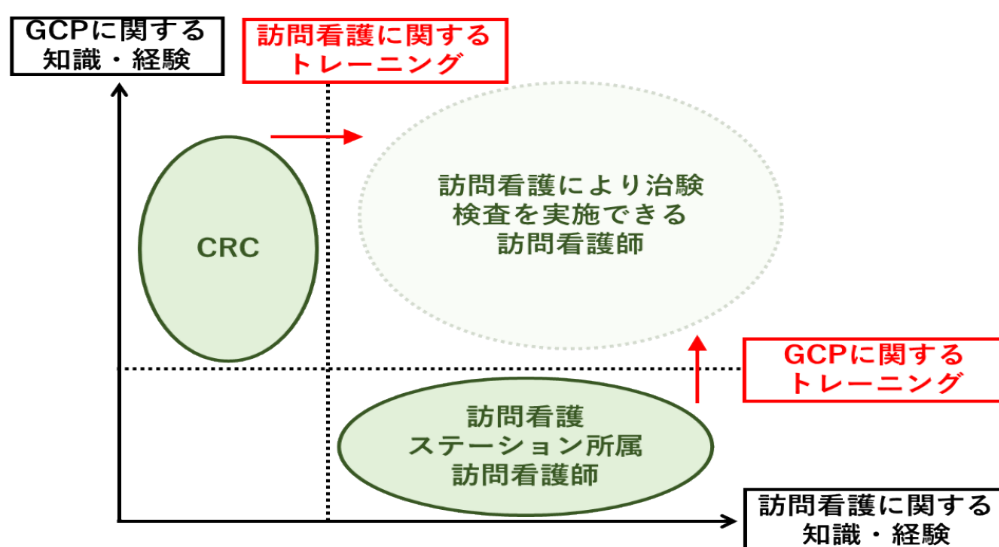 GCPに関する
知識・経験
訪問看護に関する
トレーニング
訪問看護により治験
検査を実施できる
訪問看護師
CRC
GCPに関する
トレーニング
訪問看護
ステーション所属
訪問看護師
訪問看護に関する
知識・経験